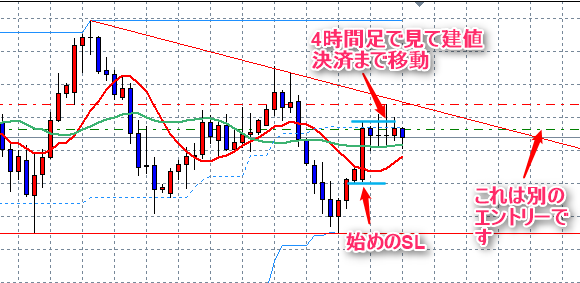 4時間足で見て建値
決済まで移動
これは別の
エントリーで
す
始めのSL